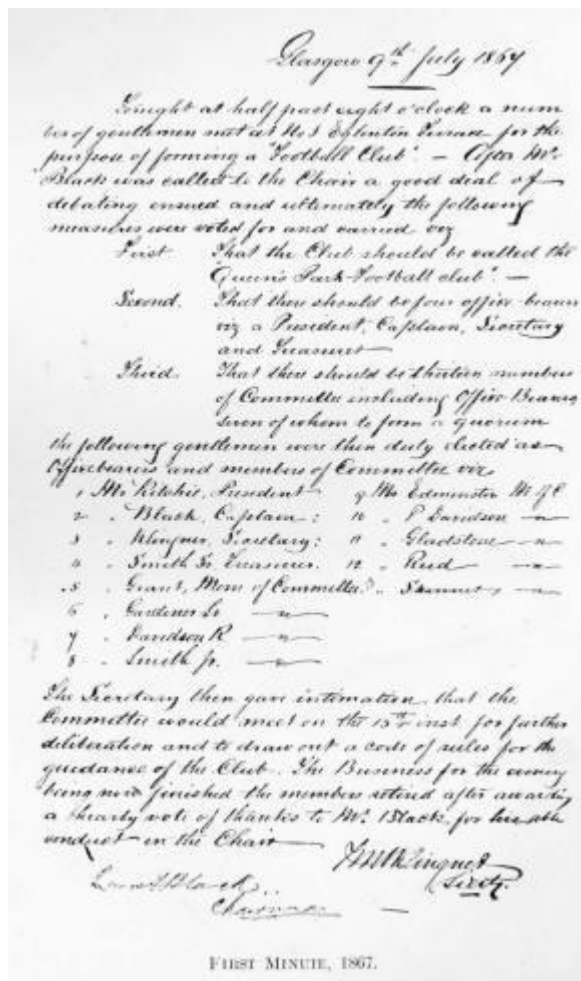 Glasgow 9th July 1867
Tonight at half past eight o'clock a num
ber of gentlemen met at No 3 Eglinton Terrace for the
purpose of forming a "Football Club". — After Mr
Black was called to the Chair a good deal of
debating ensued and ultimately the following
measures were voted for and carried viz
First. That the Club should be called the
"Queen's Park Football club". —
Second. That there should be four office-bearers
viz a President, Captain, Secretary
and Treasurer
Third. That there should be thirteen members
of Committee including Office Bearers,
seven of whom to form a quorum
the following gentlemen were then duly elected as
Officebearers and members of Committee viz.
1 Mr Ritchie, President 9 Mr Edmiston M of C
2 " Black, Captain : 10 " P Davidson — " —
3 " Klinger, Secretary : 11 " Gladstone — " —
4 " Smith Sr. Treasurer. 12 " Reid — " —
5 " Grant, Mem of Committee. " Skinner — " —
6 " Gardiner Sr — " —
7 " Davidson R — " —
8 " Smith Jr. — " —
The Secretary then gave intimation that the
Committee would meet on the 15th inst for further
deliberation and to draw out a code of rules for the
guidance of the Club. The Business for the evening
being now finished the members retired after awarding
a hearty vote of thanks to Mr. Black, for his able
conduct in the Chair
Klinger
Secty.
Black
Chairman —
FIRST MINUTE, 1867.